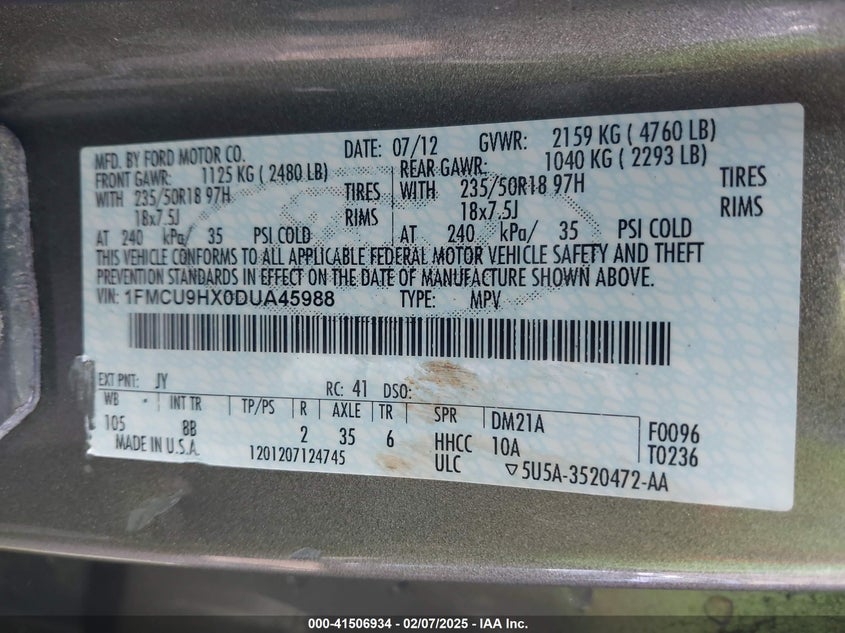 MFD. BY FORD MOTOR CO.
DATE: 07/12 GVWR: 2159 KG ( 4760 LB)
FRONT GAWR: 1125 KG ( 2480 LB) REAR GAWR: 1040 KG ( 2293 LB)
WITH 235/50R18 97H TIRES WITH 235/50R18 97H TIRES
18x7.5J RIMS 18x7.5J RIMS
AT 240 kPa/ 35 PSI COLD AT 240 kPa/ 35 PSI COLD
THIS VEHICLE CONFORMS TO ALL APPLICABLE FEDERAL MOTOR VEHICLE SAFETY AND THEFT
PREVENTION STANDARDS IN EFFECT ON THE DATE OF MANUFACTURE SHOWN ABOVE.
VIN: 1FMCU9HX0DUA45988 TYPE: MPV
EXT PNT: JY RC: 41 DSO:
WB INT TR TP/PS R AXLE TR SPR DM21A F0096
105 8B 2 35 6 HHCC 10A T0236
MADE IN U.S.A. 1201207124745 ULC ▽5U5A-3520472-AA
000-41506934 - 02/07/2025 - IAA Inc.